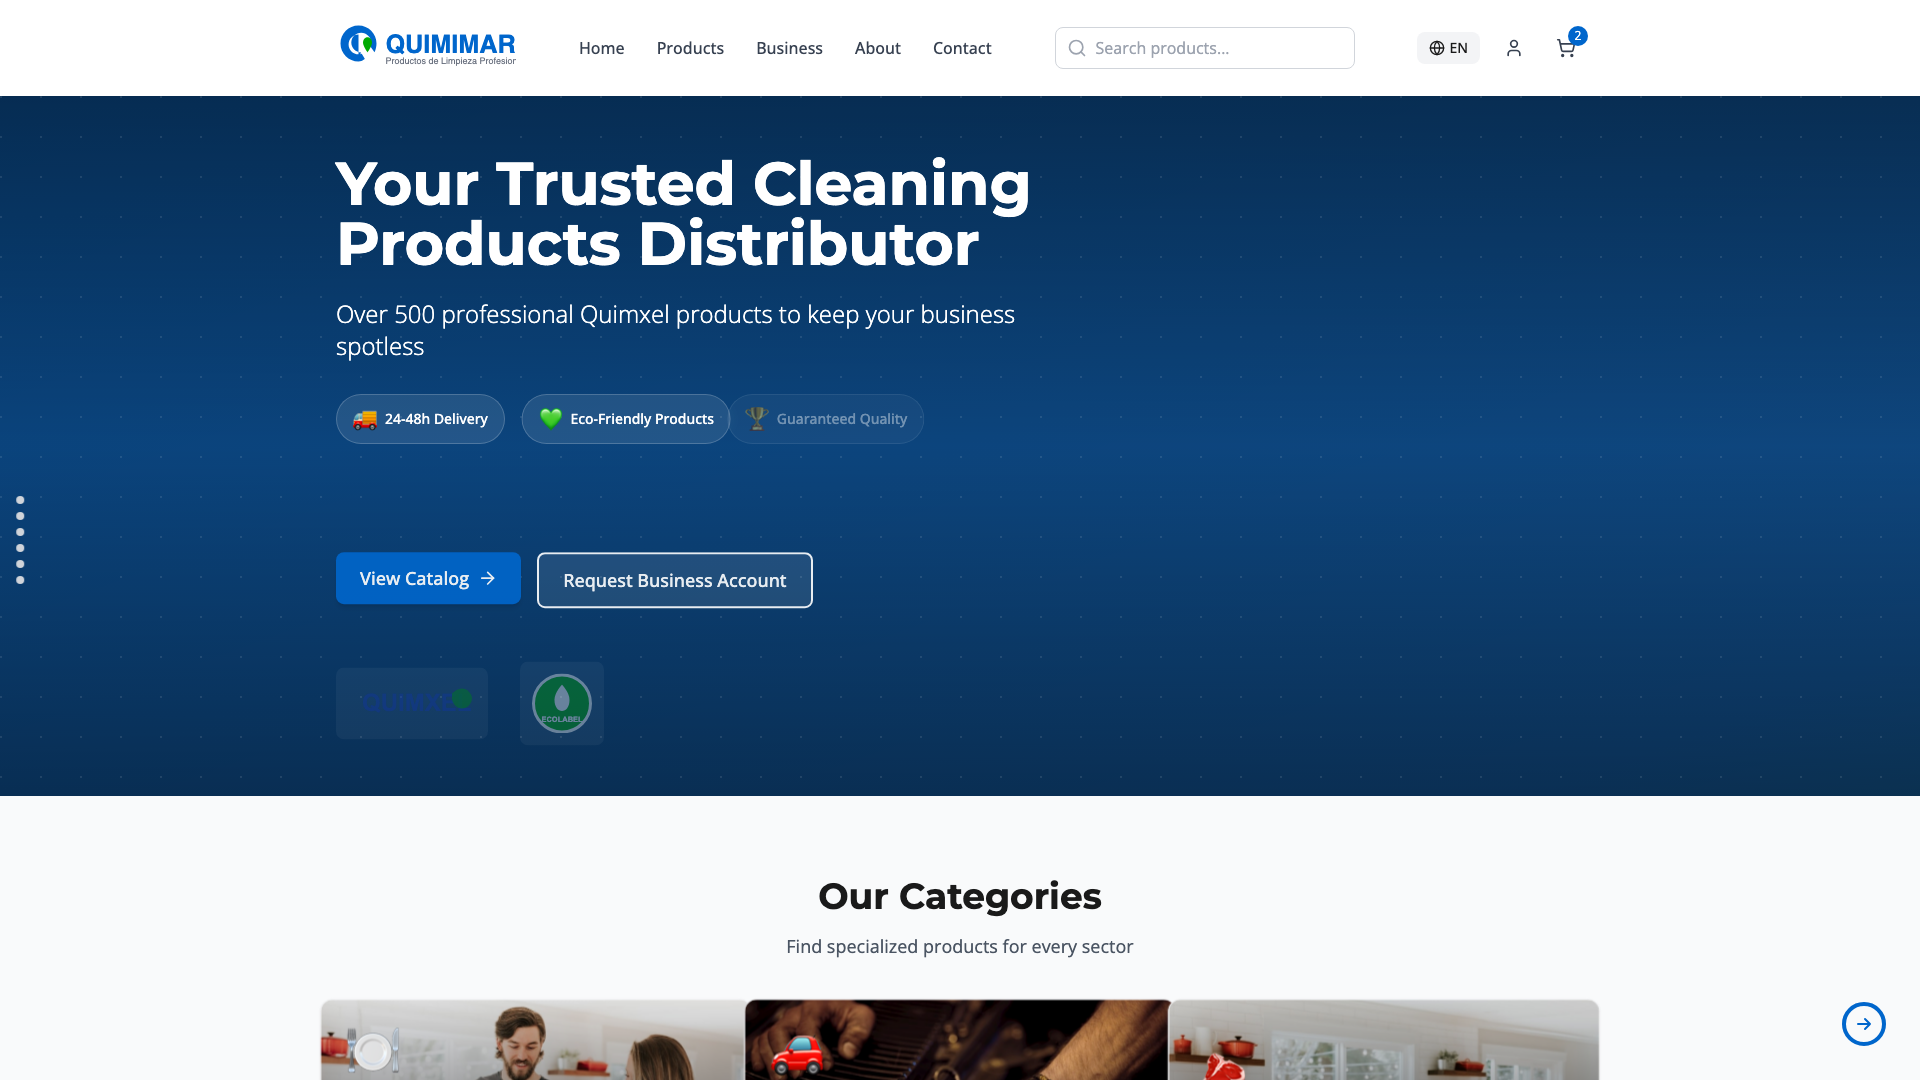 QUIMIMAR
Productos de Limpieza Profesior
Home
Products
Business
About
Contact
Search products...
EN
2
Your Trusted Cleaning
Products Distributor
Over 500 professional Quimxel products to keep your business
spotless
24-48h Delivery
Eco-Friendly Products
Guaranteed Quality
View Catalog
Request Business Account
ECOLABEL
Our Categories
Find specialized products for every sector